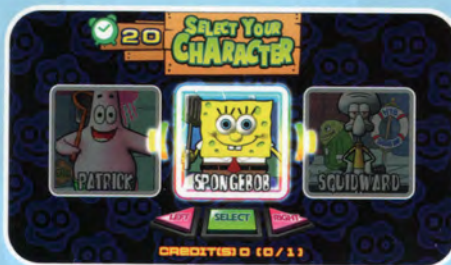 20
SELECT YOUR
CHARACTER
PATRICK
SPONGEBOB
SQUIDWARD
LEFT
SELECT
RIGHT
CREDIT(S) 0 (0/1)